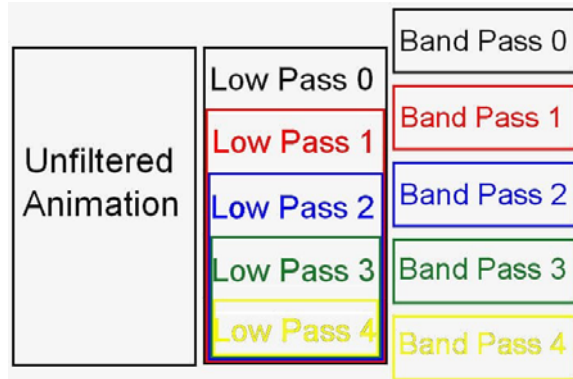 Unfiltered
Animation
Low Pass 0
Low Pass 1
Low Pass 2
Low Pass 3
Low Pass 4
Band Pass 0
Band Pass 1
Band Pass 2
Band Pass 3
Band Pass 4